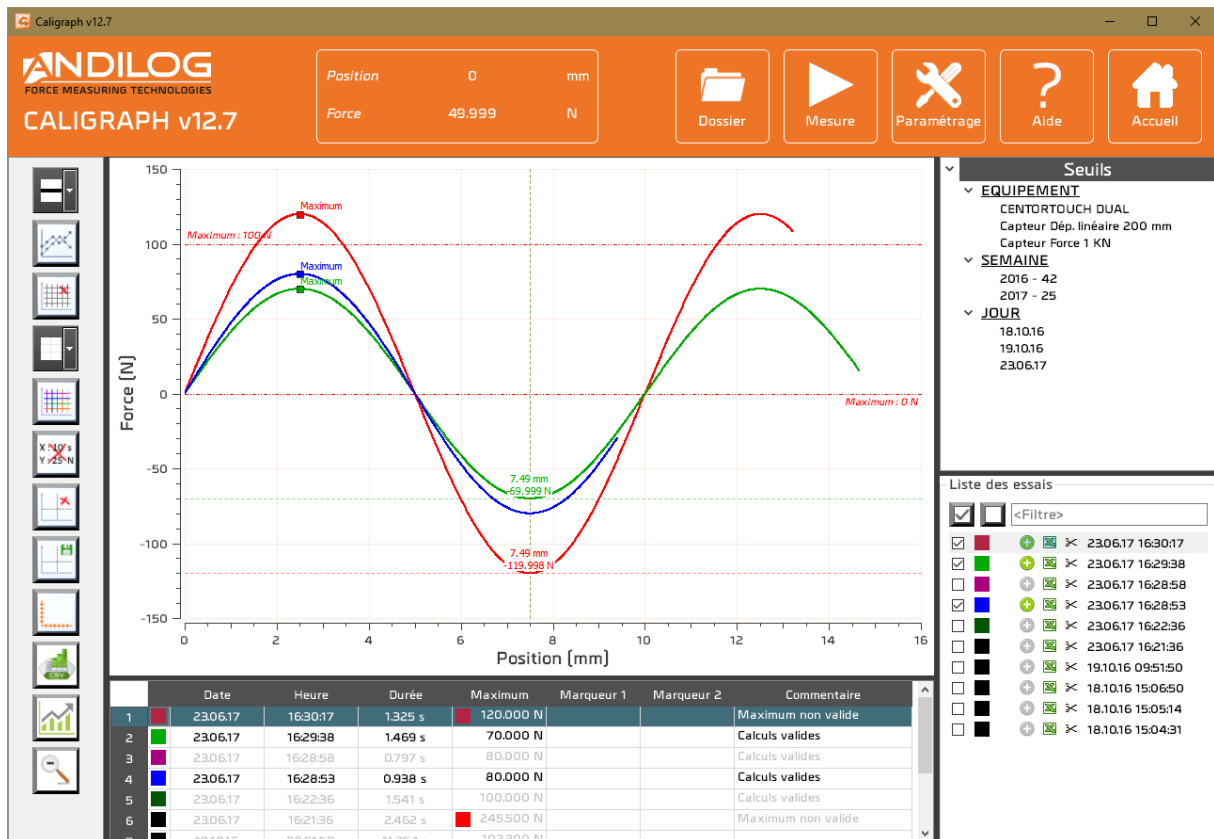 Caligraph v12.7
ANDILOG
FORCE MEASURING TECHNOLOGIES
CALIGRAPH v12.7
Position 0 mm
Force 49.999 N
Dossier
Mesure
Paramétrage
Aide
Accueil
X : 10 s
Y : 25 N
CSV
150
100
50
0
-50
-100
-150
Force (N)
Maximum
Maximum : 100 N
Maximum
Maximum
Maximum : 0 N
7.49 mm
-69.999 N
7.49 mm
-119.998 N
0 2 4 6 8 10 12 14 16
Position (mm)
Seuils
EQUIPEMENT
CENTORTOUCH DUAL
Capteur Dép. linéaire 200 mm
Capteur Force 1 KN
SEMAINE
2016 - 42
2017 - 25
JOUR
18.10.16
19.10.16
23.06.17
Liste des essais
<Filtre>
23.06.17 16:30:17
23.06.17 16:29:38
23.06.17 16:28:58
23.06.17 16:28:53
23.06.17 16:22:36
23.06.17 16:21:36
19.10.16 09:51:50
18.10.16 15:06:50
18.10.16 15:05:14
18.10.16 15:04:31
Date Heure Durée Maximum Marqueur 1 Marqueur 2 Commentaire
1 23.06.17 16:30:17 1.325 s 120.000 N Maximum non valide
2 23.06.17 16:29:38 1.469 s 70.000 N Calculs valides
3 23.06.17 16:28:58 0.797 s 80.000 N Calculs valides
4 23.06.17 16:28:53 0.938 s 80.000 N Calculs valides
5 23.06.17 16:22:36 1.541 s 100.000 N Calculs valides
6 23.06.17 16:21:36 2.462 s 245.500 N Maximum non valide